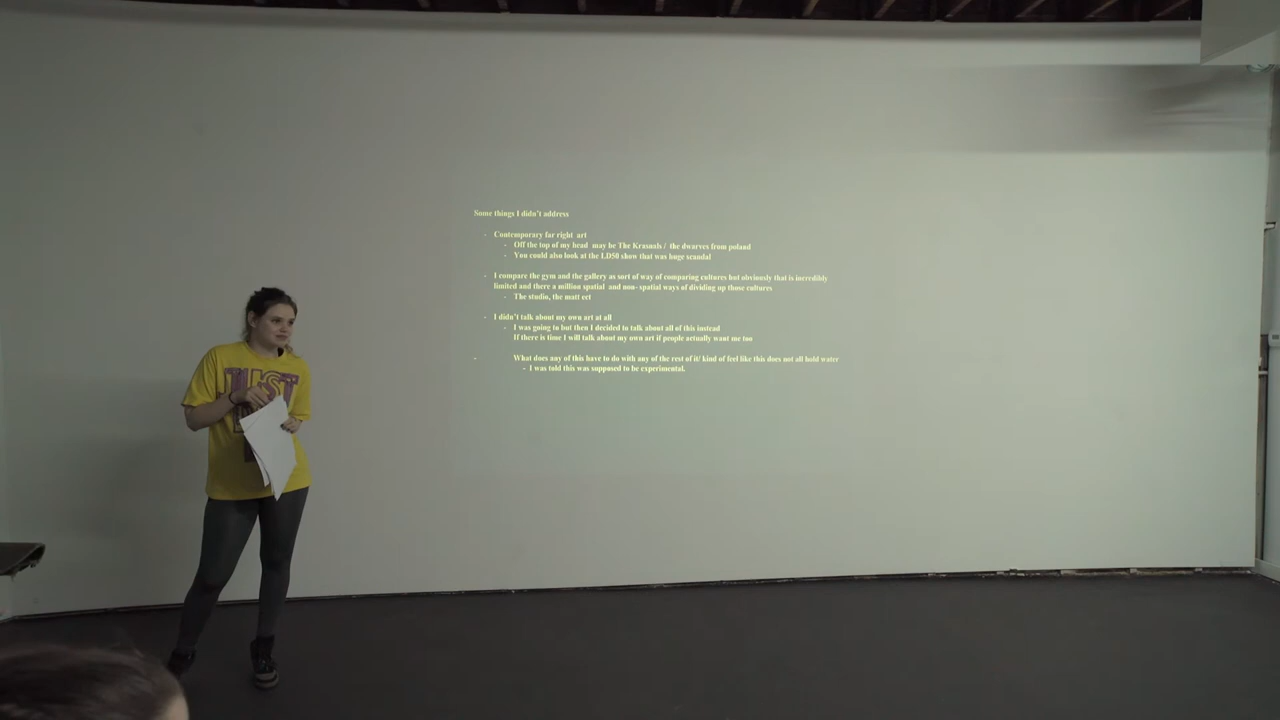 Some things I didn't address
- Contemporary far right art
- Off the top of my head may be The Krasnals / the dwarves from poland
- You could also look at the LD50 show that was huge scandal
- I compare the gym and the gallery as sort of way of comparing cultures but obviously that is incredibly
limited and there a million spatial and non- spatial ways of dividing up those cultures
- The studio, the matt ect
- I didn't talk about my own art at all
- I was going to but then I decided to talk about all of this instead
If there is time I will talk about my own art if people actually want me too
- What does any of this have to do with any of the rest of it/ kind of feel like this does not all hold water
- I was told this was supposed to be experimental.
JUST